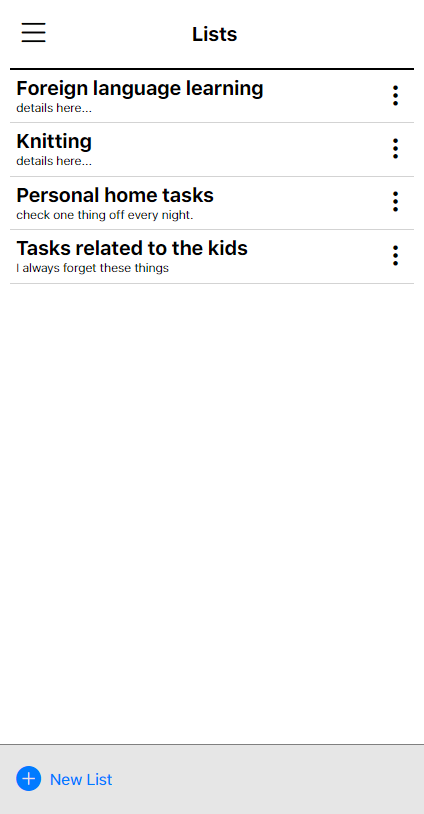 Lists
Foreign language learning
details here...
Knitting
details here...
Personal home tasks
check one thing off every night.
Tasks related to the kids
I always forget these things
New List